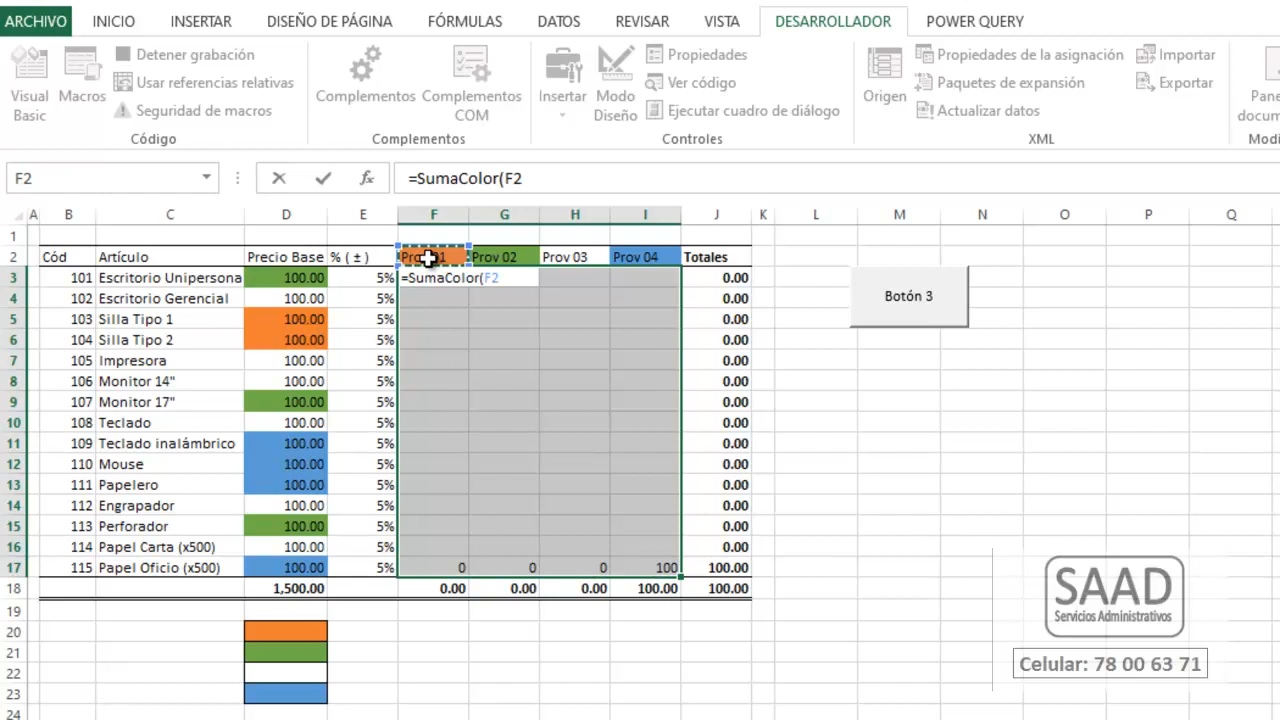 ARCHIVO INICIO INSERTAR DISEÑO DE PÁGINA FÓRMULAS DATOS REVISAR VISTA DESARROLLADOR POWER QUERY
Visual Basic
Macros
Detener grabación
Usar referencias relativas
Seguridad de macros
Código
Complementos
Complementos COM
Complementos
Insertar
Modo Diseño
Propiedades
Ver código
Ejecutar cuadro de diálogo
Controles
Origen
Propiedades de la asignación
Paquetes de expansión
Actualizar datos
Importar
Exportar
XML
F2 fx =SumaColor(F2
A B C D E F G H I J K L M N O P Q
1
2 Cód Artículo Precio Base % ( ± ) Prov 02 Prov 03 Prov 04 Totales
3 101 Escritorio Unipersona 100.00 5% =SumaColor(F2 0.00
4 102 Escritorio Gerencial 100.00 5% 0.00
5 103 Silla Tipo 1 100.00 5% 0.00
6 104 Silla Tipo 2 100.00 5% 0.00
7 105 Impresora 100.00 5% 0.00
8 106 Monitor 14" 100.00 5% 0.00
9 107 Monitor 17" 100.00 5% 0.00
10 108 Teclado 100.00 5% 0.00
11 109 Teclado inalámbrico 100.00 5% 0.00
12 110 Mouse 100.00 5% 0.00
13 111 Papelero 100.00 5% 0.00
14 112 Engrapador 100.00 5% 0.00
15 113 Perforador 100.00 5% 0.00
16 114 Papel Carta (x500) 100.00 5% 0.00
17 115 Papel Oficio (x500) 100.00 5% 0 0 0 100 100.00
18 1,500.00 0.00 0.00 0.00 100.00 100.00
19
20
21
22
23
24
Botón 3
SAAD
Servicios Administrativos
Celular: 78 00 63 71